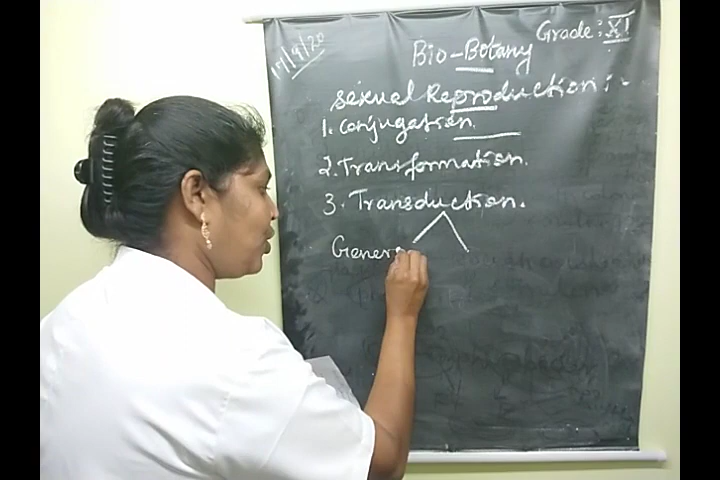 17/9/20
Bio-Botany Grade: XI
Sexual Reproduction:-
1. Conjugation.
2. Transformation.
3. Transduction.
Genera